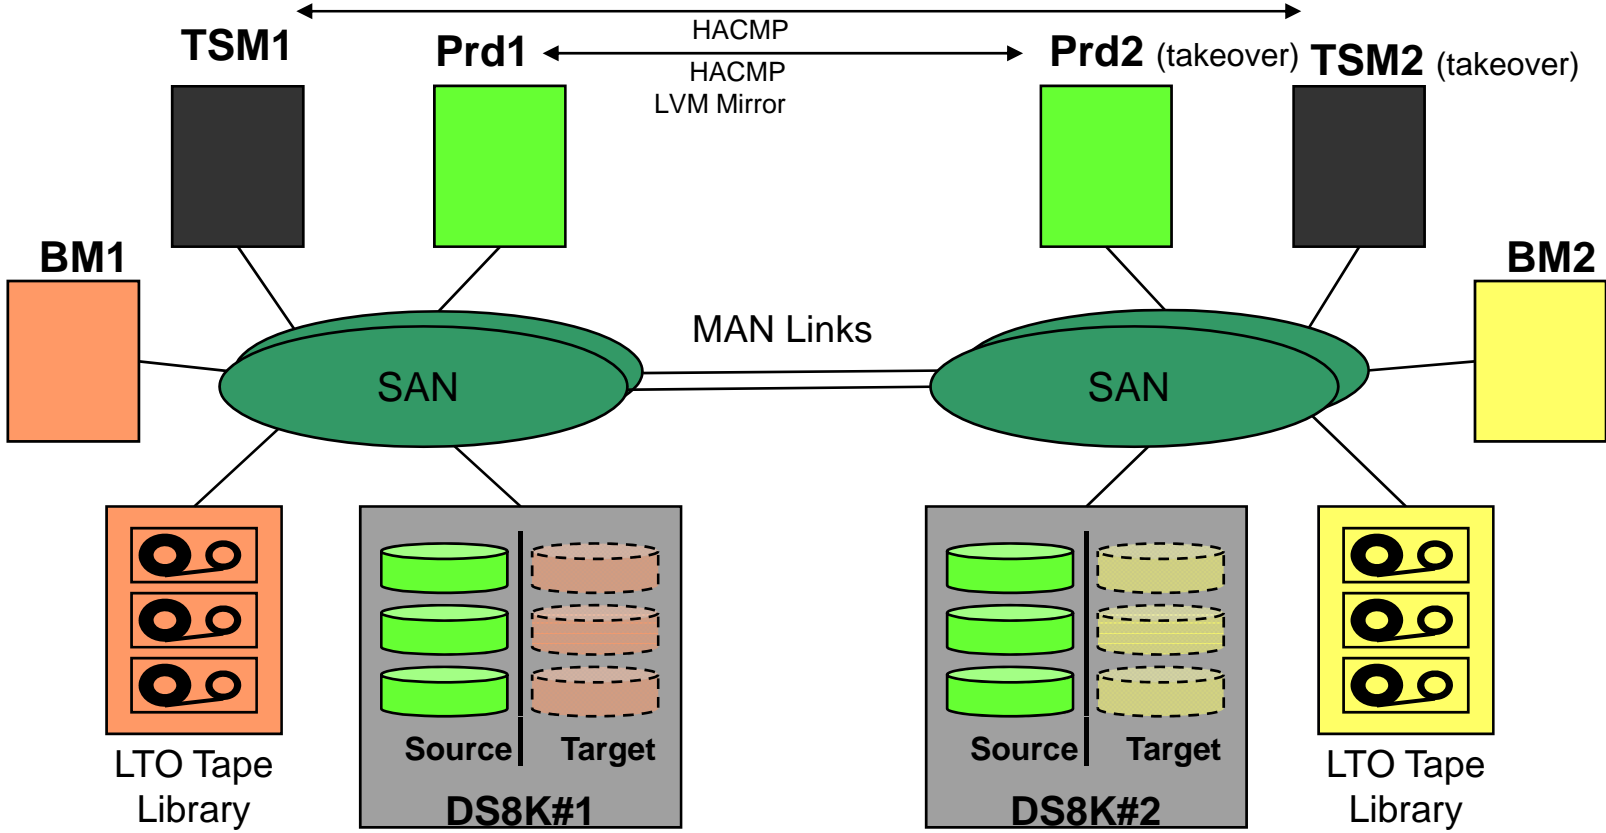 HACMP
TSM1
Prd1
Prd2 (takeover)
TSM2 (takeover)
HACMP
LVM Mirror
BM1
BM2
MAN Links
SAN
SAN
Source
Target
DS8K#1
Source
Target
DS8K#2
LTO Tape
Library
LTO Tape
Library